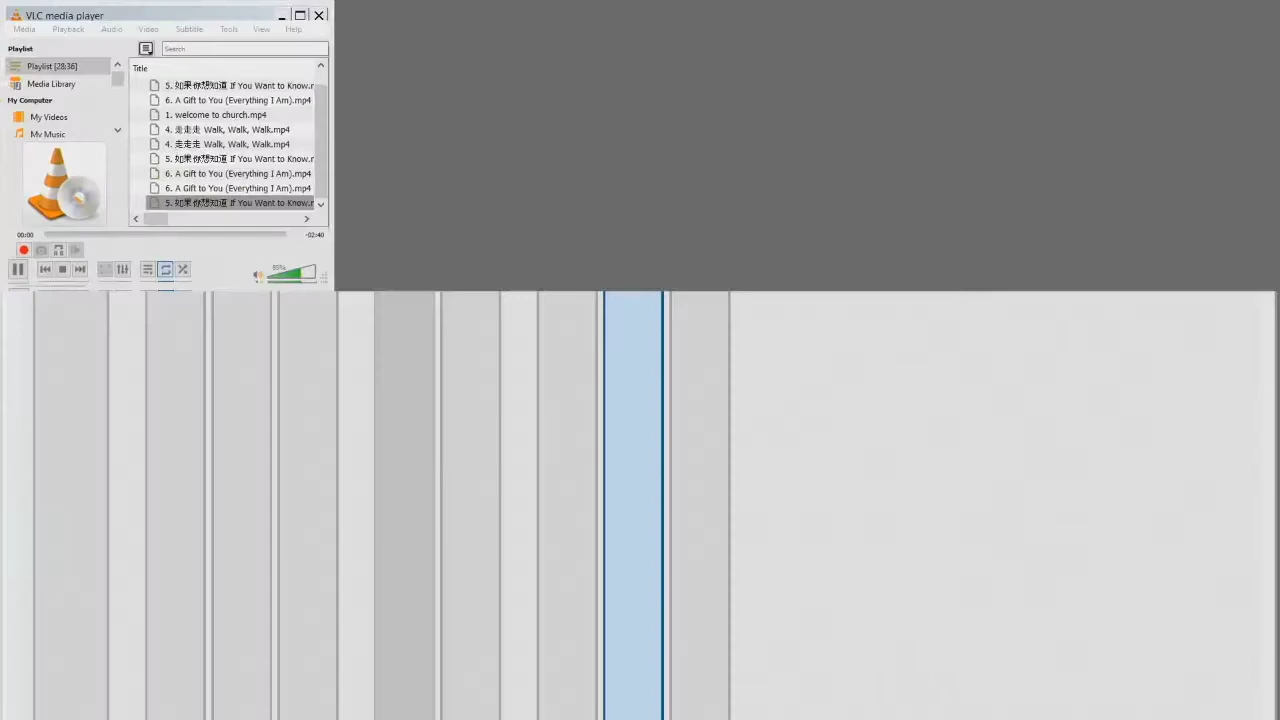 VLC media player
Media Playback Audio Video Subtitle Tools View Help
Playlist
Search
Playlist [28:36]
Title
Media Library
5. 如果你想知道 If You Want to Know.
6. A Gift to You (Everything I Am).mp4
My Computer
1. welcome to church.mp4
My Videos
4. 走走走 Walk, Walk, Walk.mp4
My Music
4. 走走走 Walk, Walk, Walk.mp4
5. 如果你想知道 If You Want to Know.
6. A Gift to You (Everything I Am).mp4
6. A Gift to You (Everything I Am).mp4
5. 如果你想知道 If You Want to Know.
00:00
-02:40